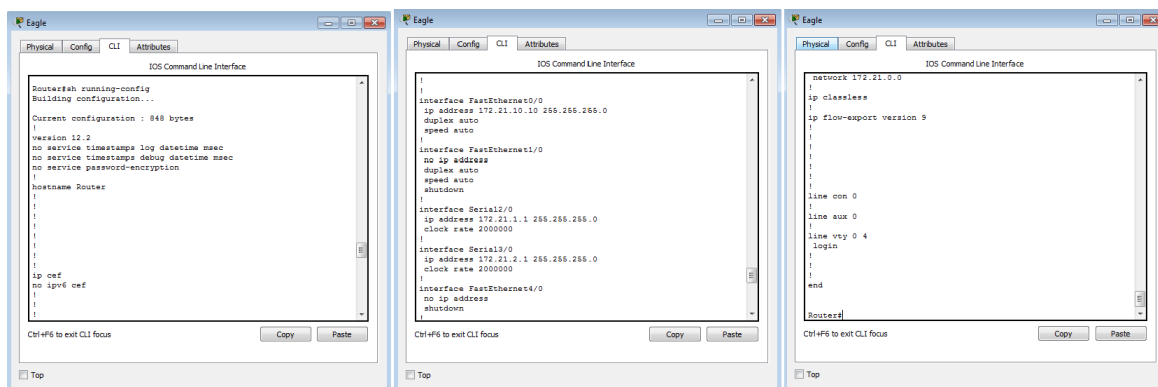 Eagle
Physical Config CLI Attributes
IOS Command Line Interface
Router#sh running-config
Building configuration...
Current configuration : 848 bytes
!
version 12.2
no service timestamps log datetime msec
no service timestamps debug datetime msec
no service password-encryption
!
hostname Router
!
!
!
!
!
!
!
!
ip cef
no ipv6 cef
!
!
!
Ctrl+F6 to exit CLI focus
Copy Paste
Top
Eagle
Physical Config CLI Attributes
IOS Command Line Interface
!
!
interface FastEthernet0/0
ip address 172.21.10.10 255.255.255.0
duplex auto
speed auto
!
interface FastEthernet1/0
no ip address
duplex auto
speed auto
shutdown
!
interface Serial2/0
ip address 172.21.1.1 255.255.255.0
clock rate 2000000
!
interface Serial3/0
ip address 172.21.2.1 255.255.255.0
clock rate 2000000
!
interface FastEthernet4/0
no ip address
shutdown
!
Ctrl+F6 to exit CLI focus
Copy Paste
Top
Eagle
Physical Config CLI Attributes
IOS Command Line Interface
network 172.21.0.0
!
ip classless
!
ip flow-export version 9
!
!
!
!
!
!
!
line con 0
!
line aux 0
!
line vty 0 4
login
!
!
!
end
Router#
Ctrl+F6 to exit CLI focus
Copy Paste
Top